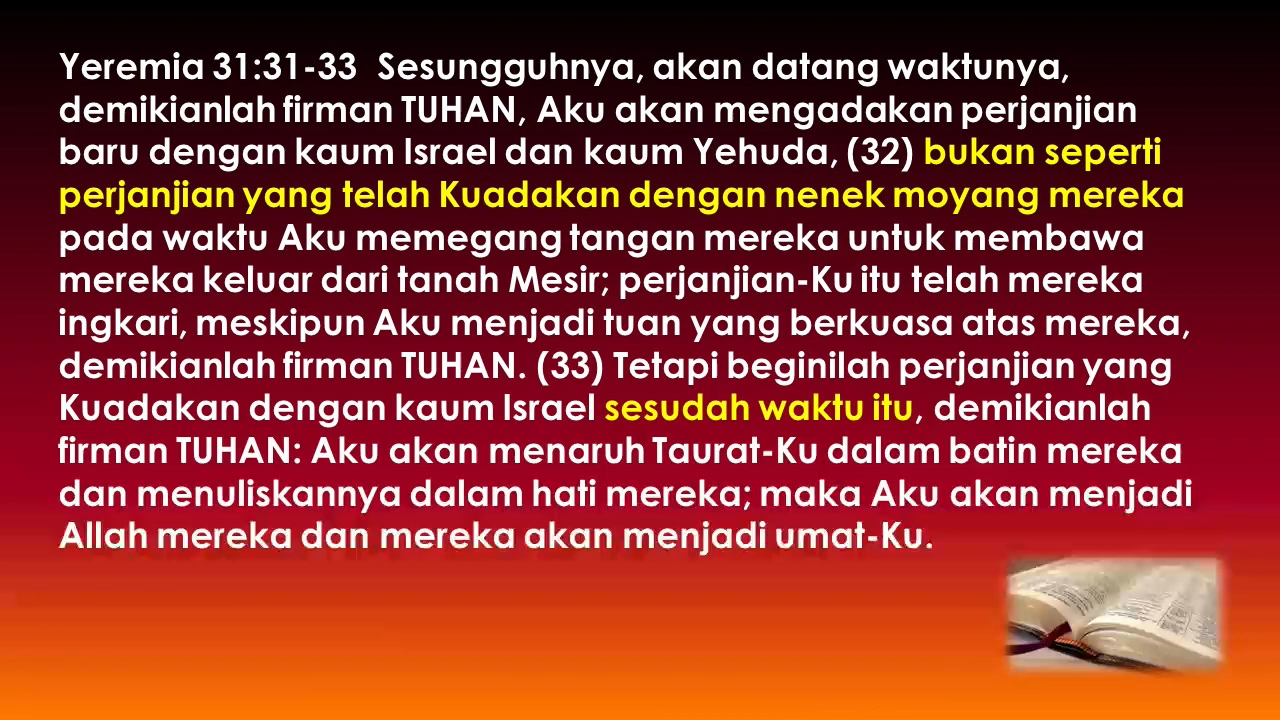 Yeremia 31:31-33  Sesungguhnya, akan datang waktunya,
demikianlah firman TUHAN, Aku akan mengadakan perjanjian
baru dengan kaum Israel dan kaum Yehuda, (32) bukan seperti
perjanjian yang telah Kuadakan dengan nenek moyang mereka
pada waktu Aku memegang tangan mereka untuk membawa
mereka keluar dari tanah Mesir; perjanjian-Ku itu telah mereka
ingkari, meskipun Aku menjadi tuan yang berkuasa atas mereka,
demikianlah firman TUHAN. (33) Tetapi beginilah perjanjian yang
Kuadakan dengan kaum Israel sesudah waktu itu, demikianlah
firman TUHAN: Aku akan menaruh Taurat-Ku dalam batin mereka
dan menuliskannya dalam hati mereka; maka Aku akan menjadi
Allah mereka dan mereka akan menjadi umat-Ku.